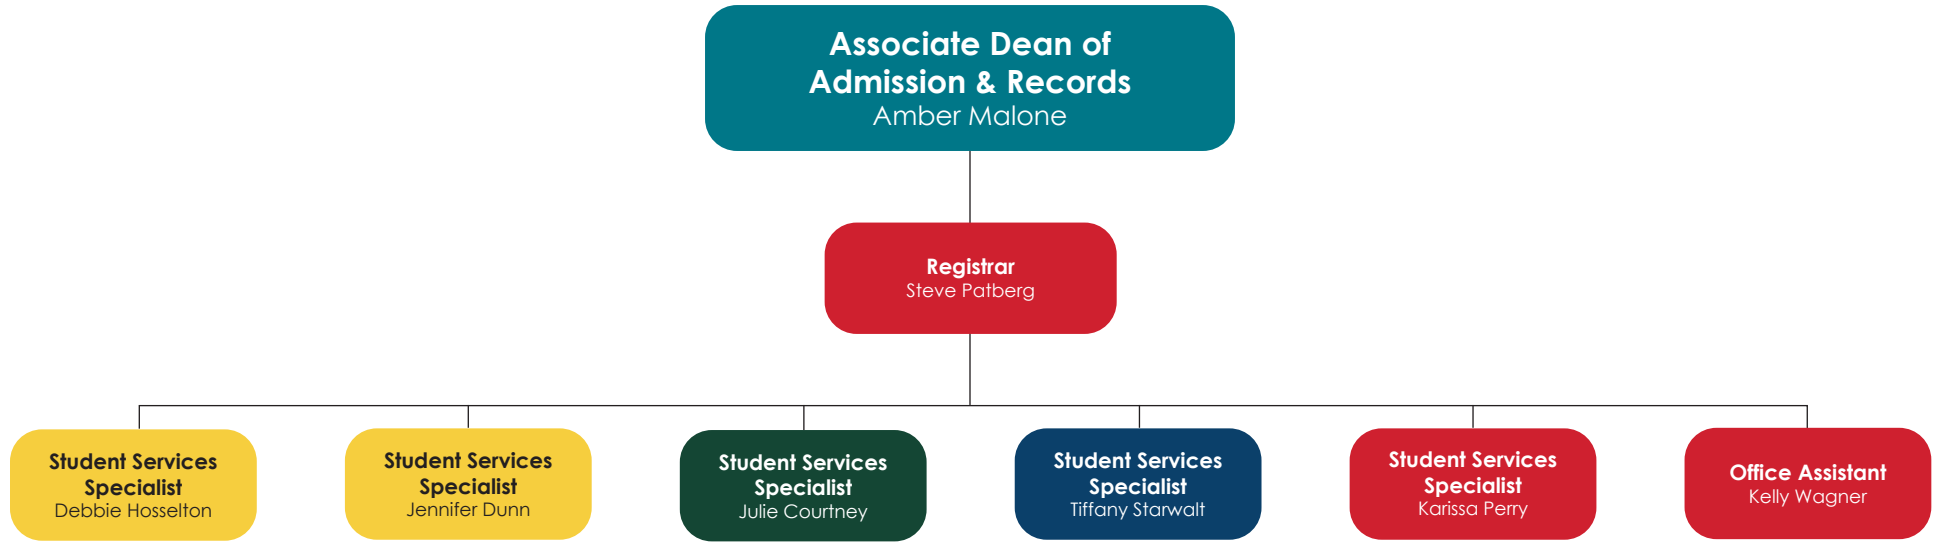 Associate Dean of
Admission & Records
Amber Malone
Registrar
Steve Patberg
Student Services
Specialist
Debbie Hosselton
Student Services
Specialist
Jennifer Dunn
Student Services
Specialist
Julie Courtney
Student Services
Specialist
Tiffany Starwalt
Student Services
Specialist
Karissa Perry
Office Assistant
Kelly Wagner